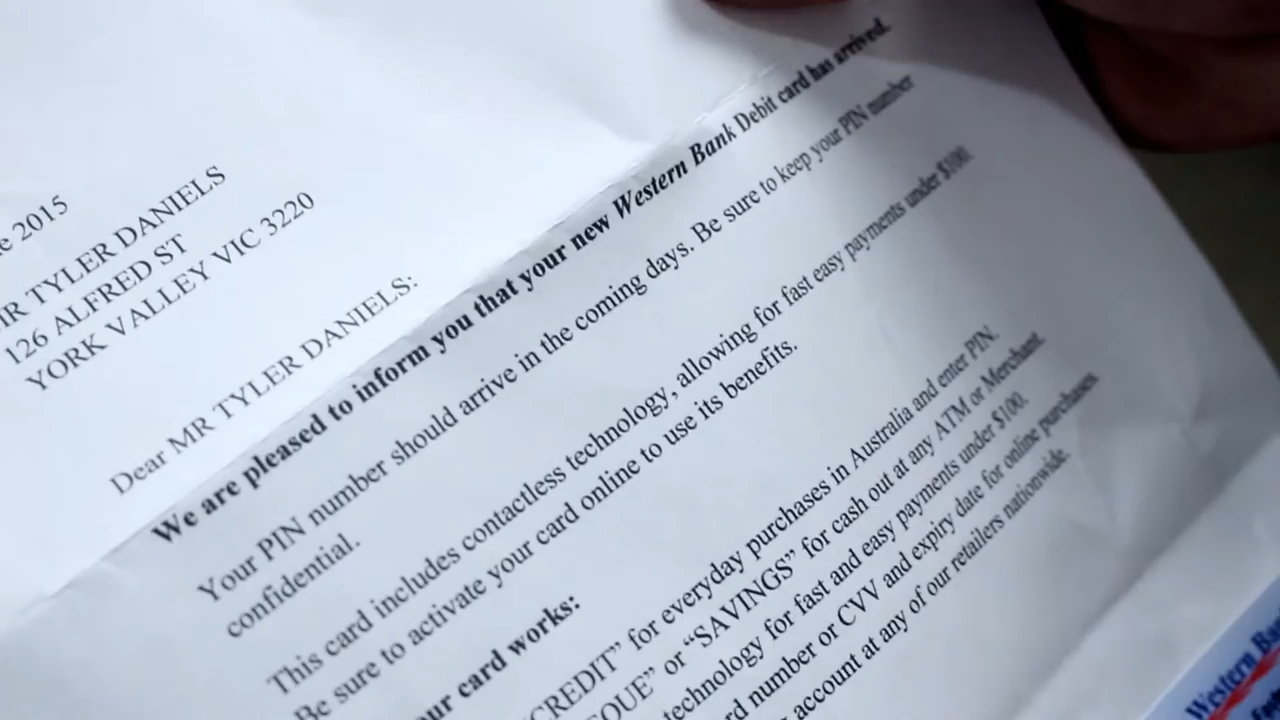 2015
MR TYLER DANIELS
126 ALFRED ST
YORK VALLEY VIC 3220
Dear MR TYLER DANIELS:
We are pleased to inform you that your new Western Bank Debit card has arrived.
Your PIN number should arrive in the coming days. Be sure to keep your PIN number
confidential.
This card includes contactless technology, allowing for fast easy payments under $100.
Be sure to activate your card online to use its benefits.
card works:
CREDIT” for everyday purchases in Australia and enter PIN.
or “SAVINGS” for cash out at any ATM or Merchant.
technology for fast and easy payments under $100.
number or CVV and expiry date for online purchases.
account at any of our retailers nationwide.
Western